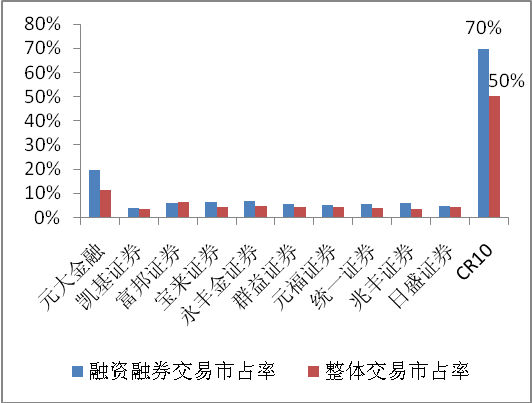 80%
70%
60%
50%
40%
30%
20%
10%
0%
70%
50%
元大金融
凯基证券
富邦证券
宝来证券
永丰金证券
群益证券
元福证券
统一证券
兆丰证券
日盛证券
CR10
融资融券交易市占率
整体交易市占率